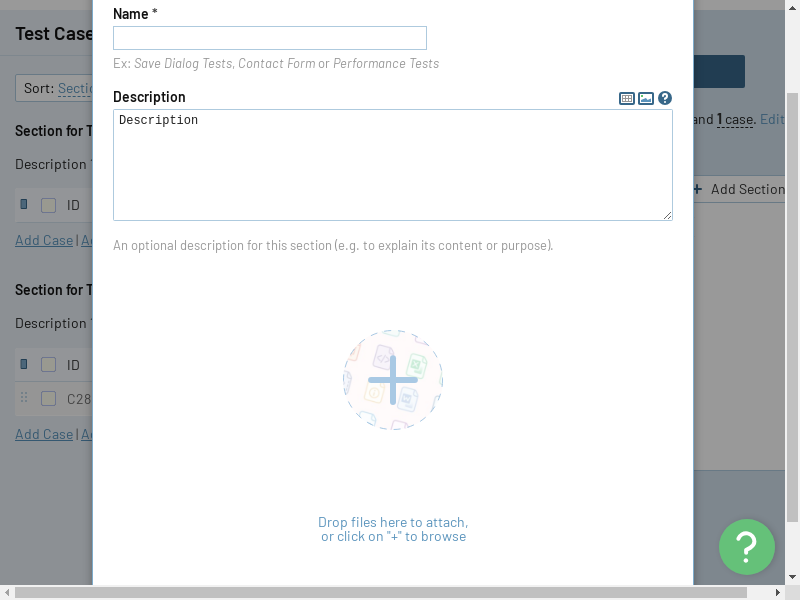 Name *
Ex: Save Dialog Tests, Contact Form or Performance Tests
Description
Description
An optional description for this section (e.g. to explain its content or purpose).
Drop files here to attach,
or click on "+" to browse
Test Case
Sort: Sectio
Section for T
Description
ID
Add Case | A
Section for T
Description
ID
C28
Add Case | A
and 1 case. Edit
+ Add Section
?